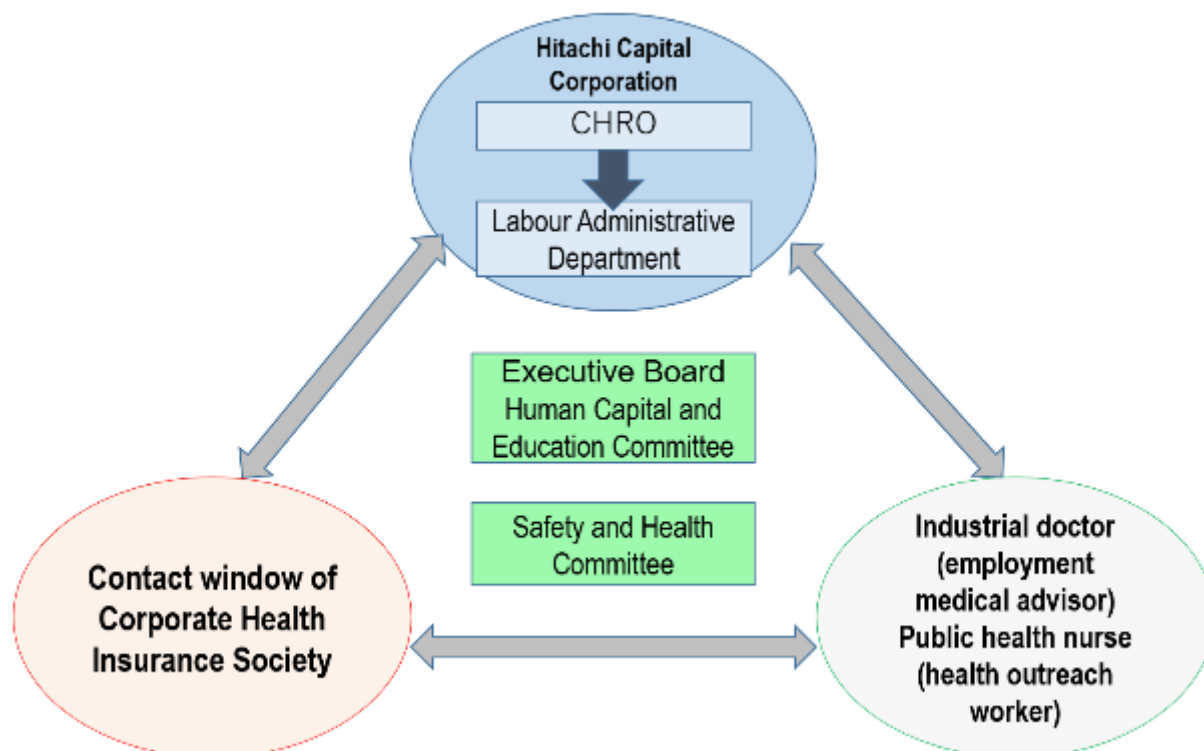 Hitachi Capital
Corporation
CHRO
Labour Administrative
Department
Executive Board
Human Capital and
Education Committee
Safety and Health
Committee
Contact window of
Corporate Health
Insurance Society
Industrial doctor
(employment
medical advisor)
Public health nurse
(health outreach
worker)